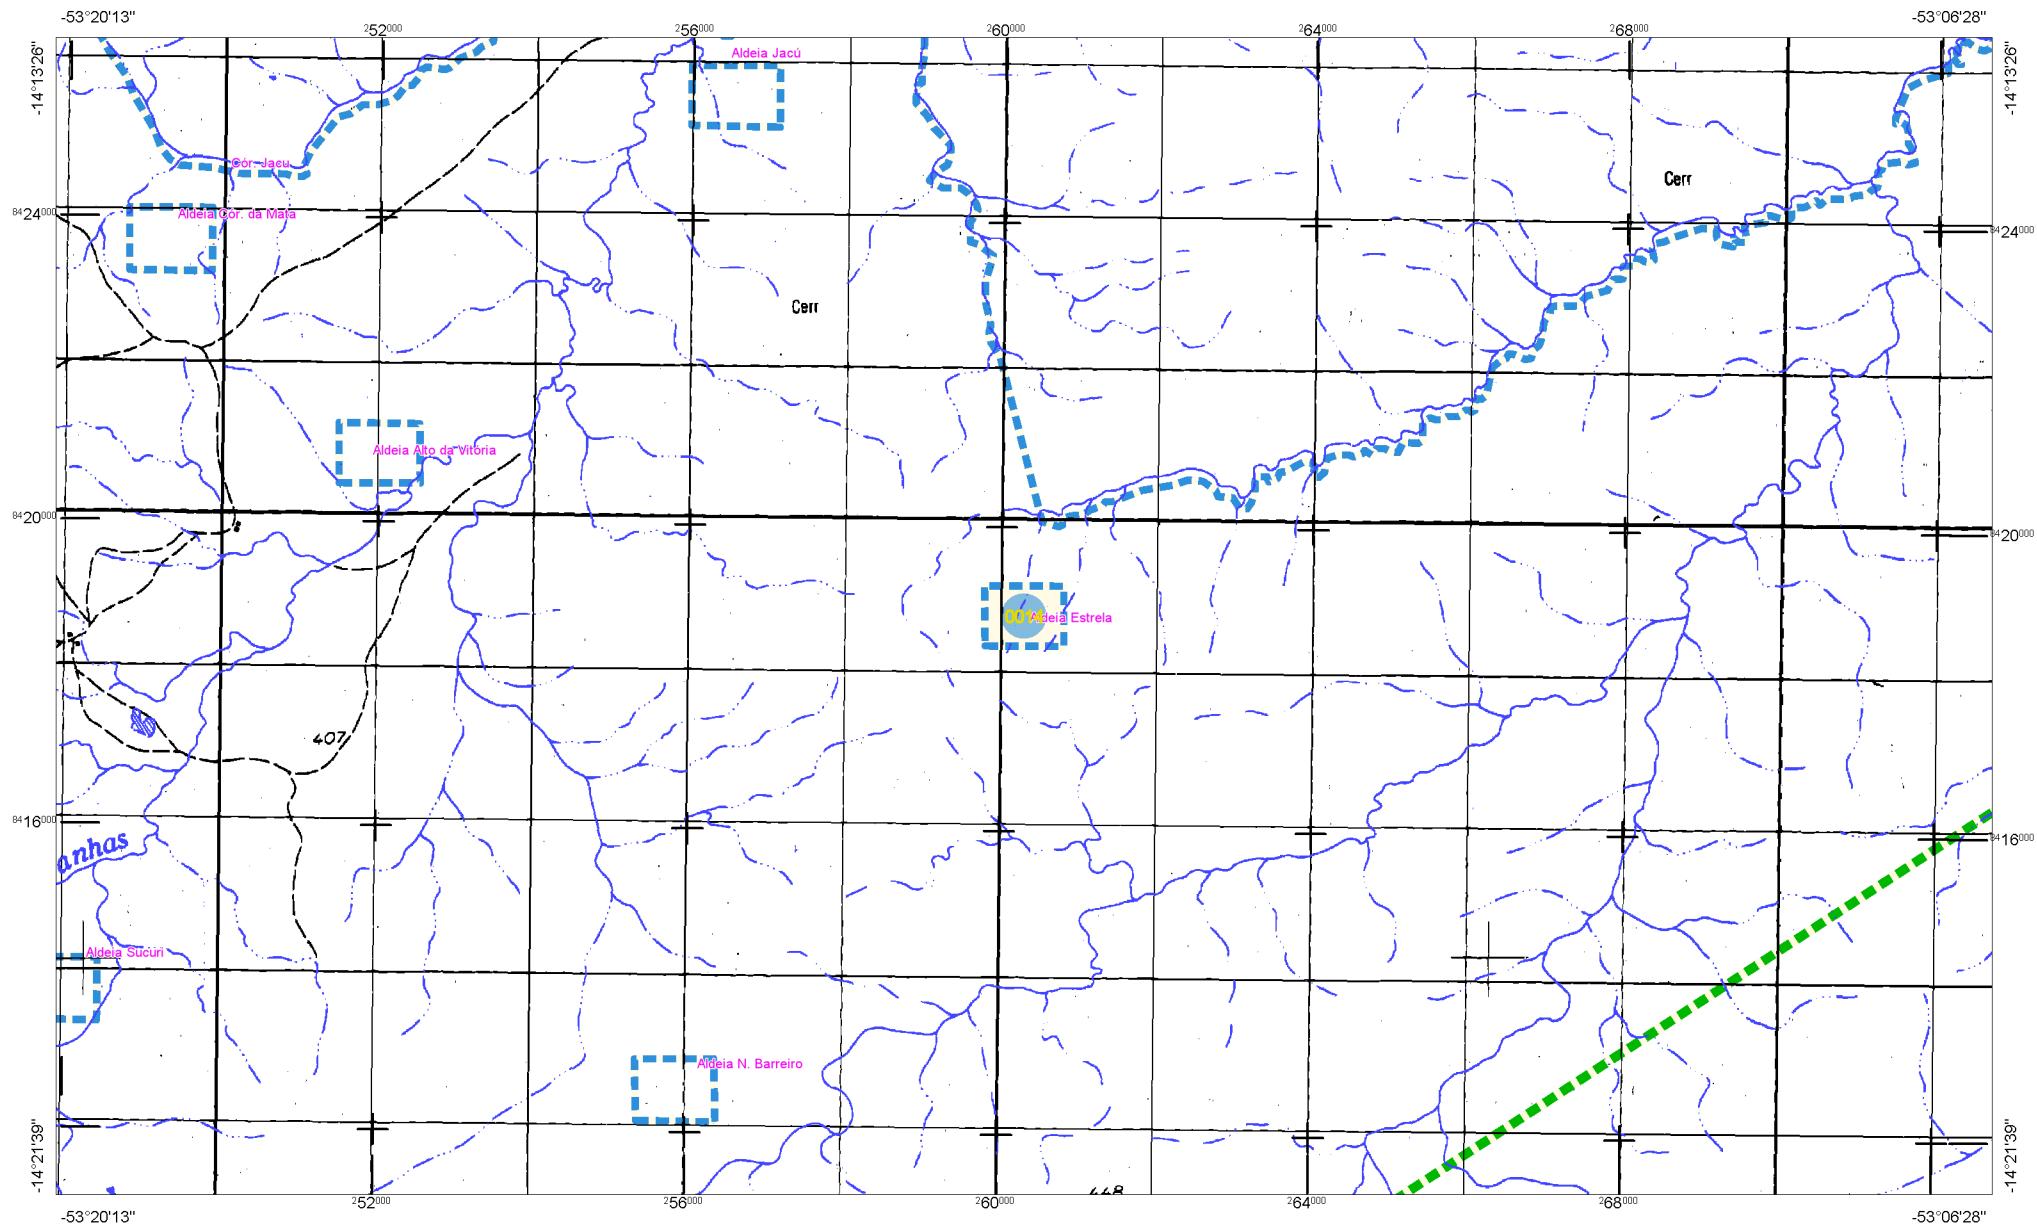 -53°20'13" -53°06'28"
252000 256000 260000 264000 268000
-14°13'26" -14°13'26"
Aldeia Jacú
Cór. Jacu
Cerr
8424000 Aldeia Cór. da Mata 8424000
Cerr
Aldeia Alto da Vitória
8420000 8420000
Aldeia Estrela
407
8416000 8416000
anhas
Aldeia Sucuri
Aldeia N. Barreiro
-14°21'39" -14°21'39"
448
252000 256000 260000 264000 268000
-53°20'13" -53°06'28"